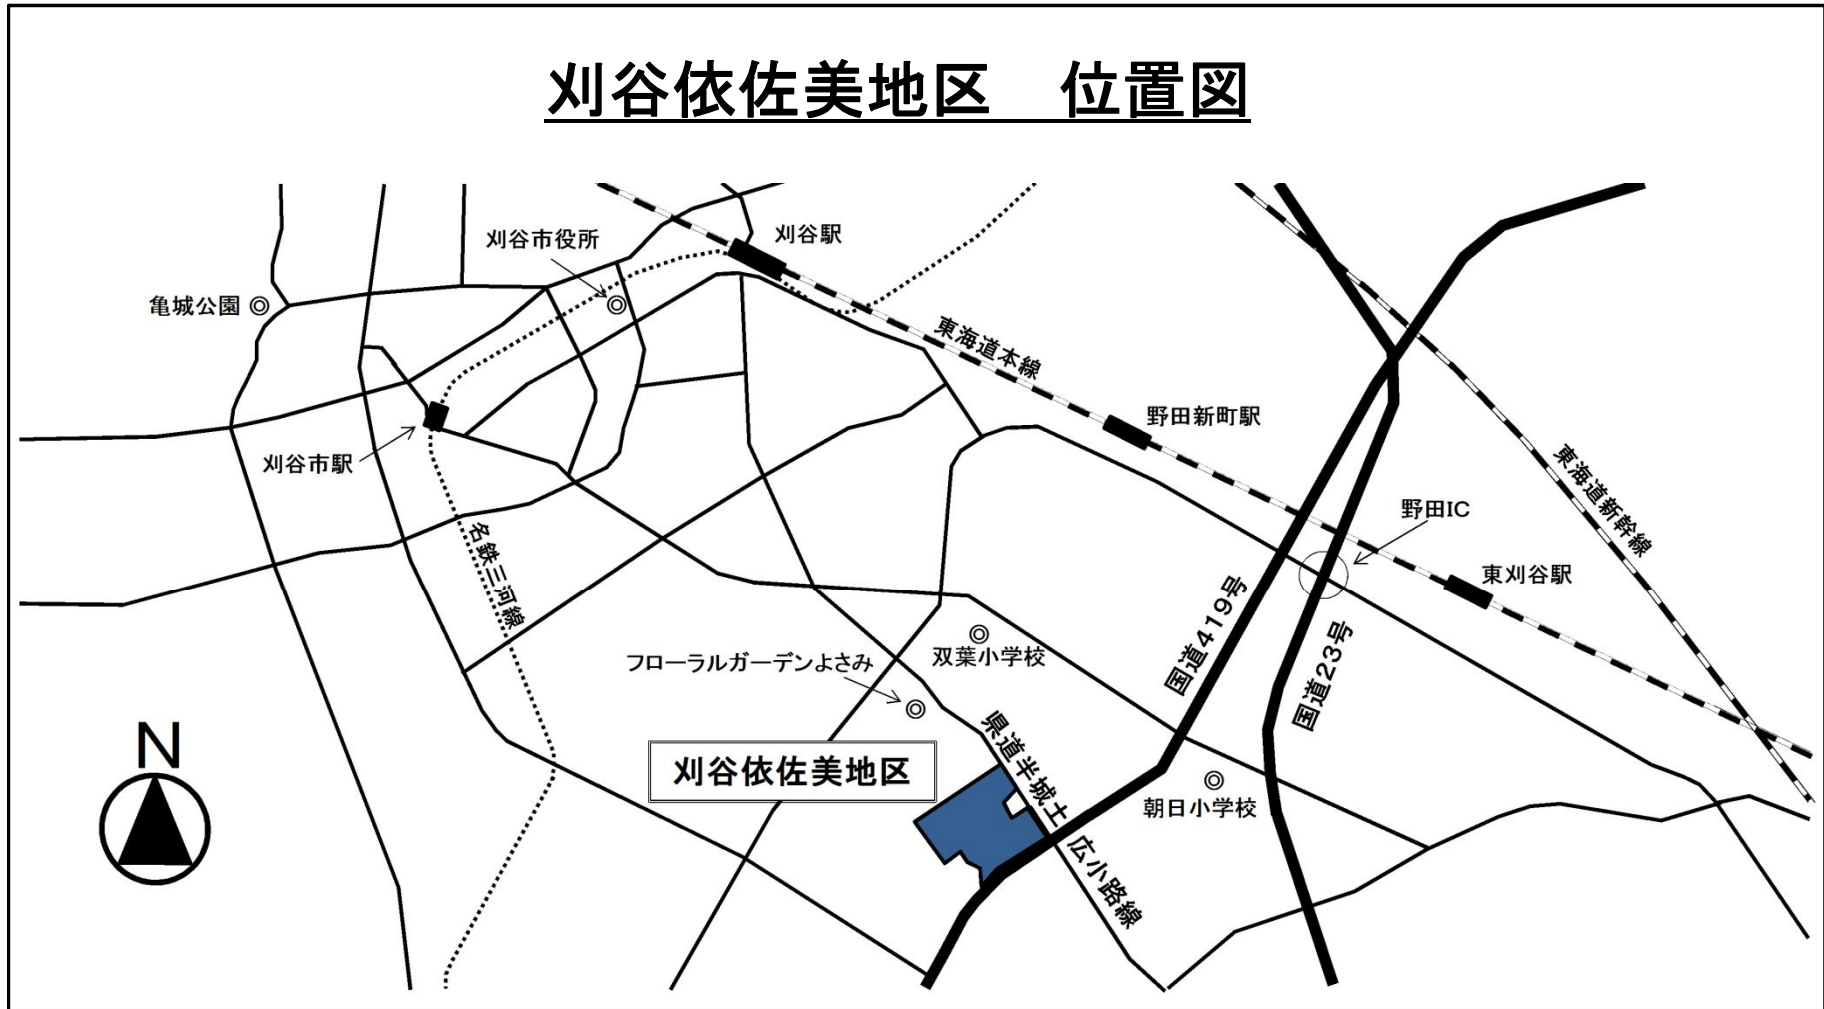 刈谷依佐美地区　位置図
刈谷駅
刈谷市役所
亀城公園
東海道本線
野田新町駅
刈谷市駅
東海道新幹線
野田IC
名鉄三河線
東刈谷駅
国道419号
双葉小学校
フローラルガーデンよさみ
国道23号
県道半城土　広小路線
N
刈谷依佐美地区
朝日小学校